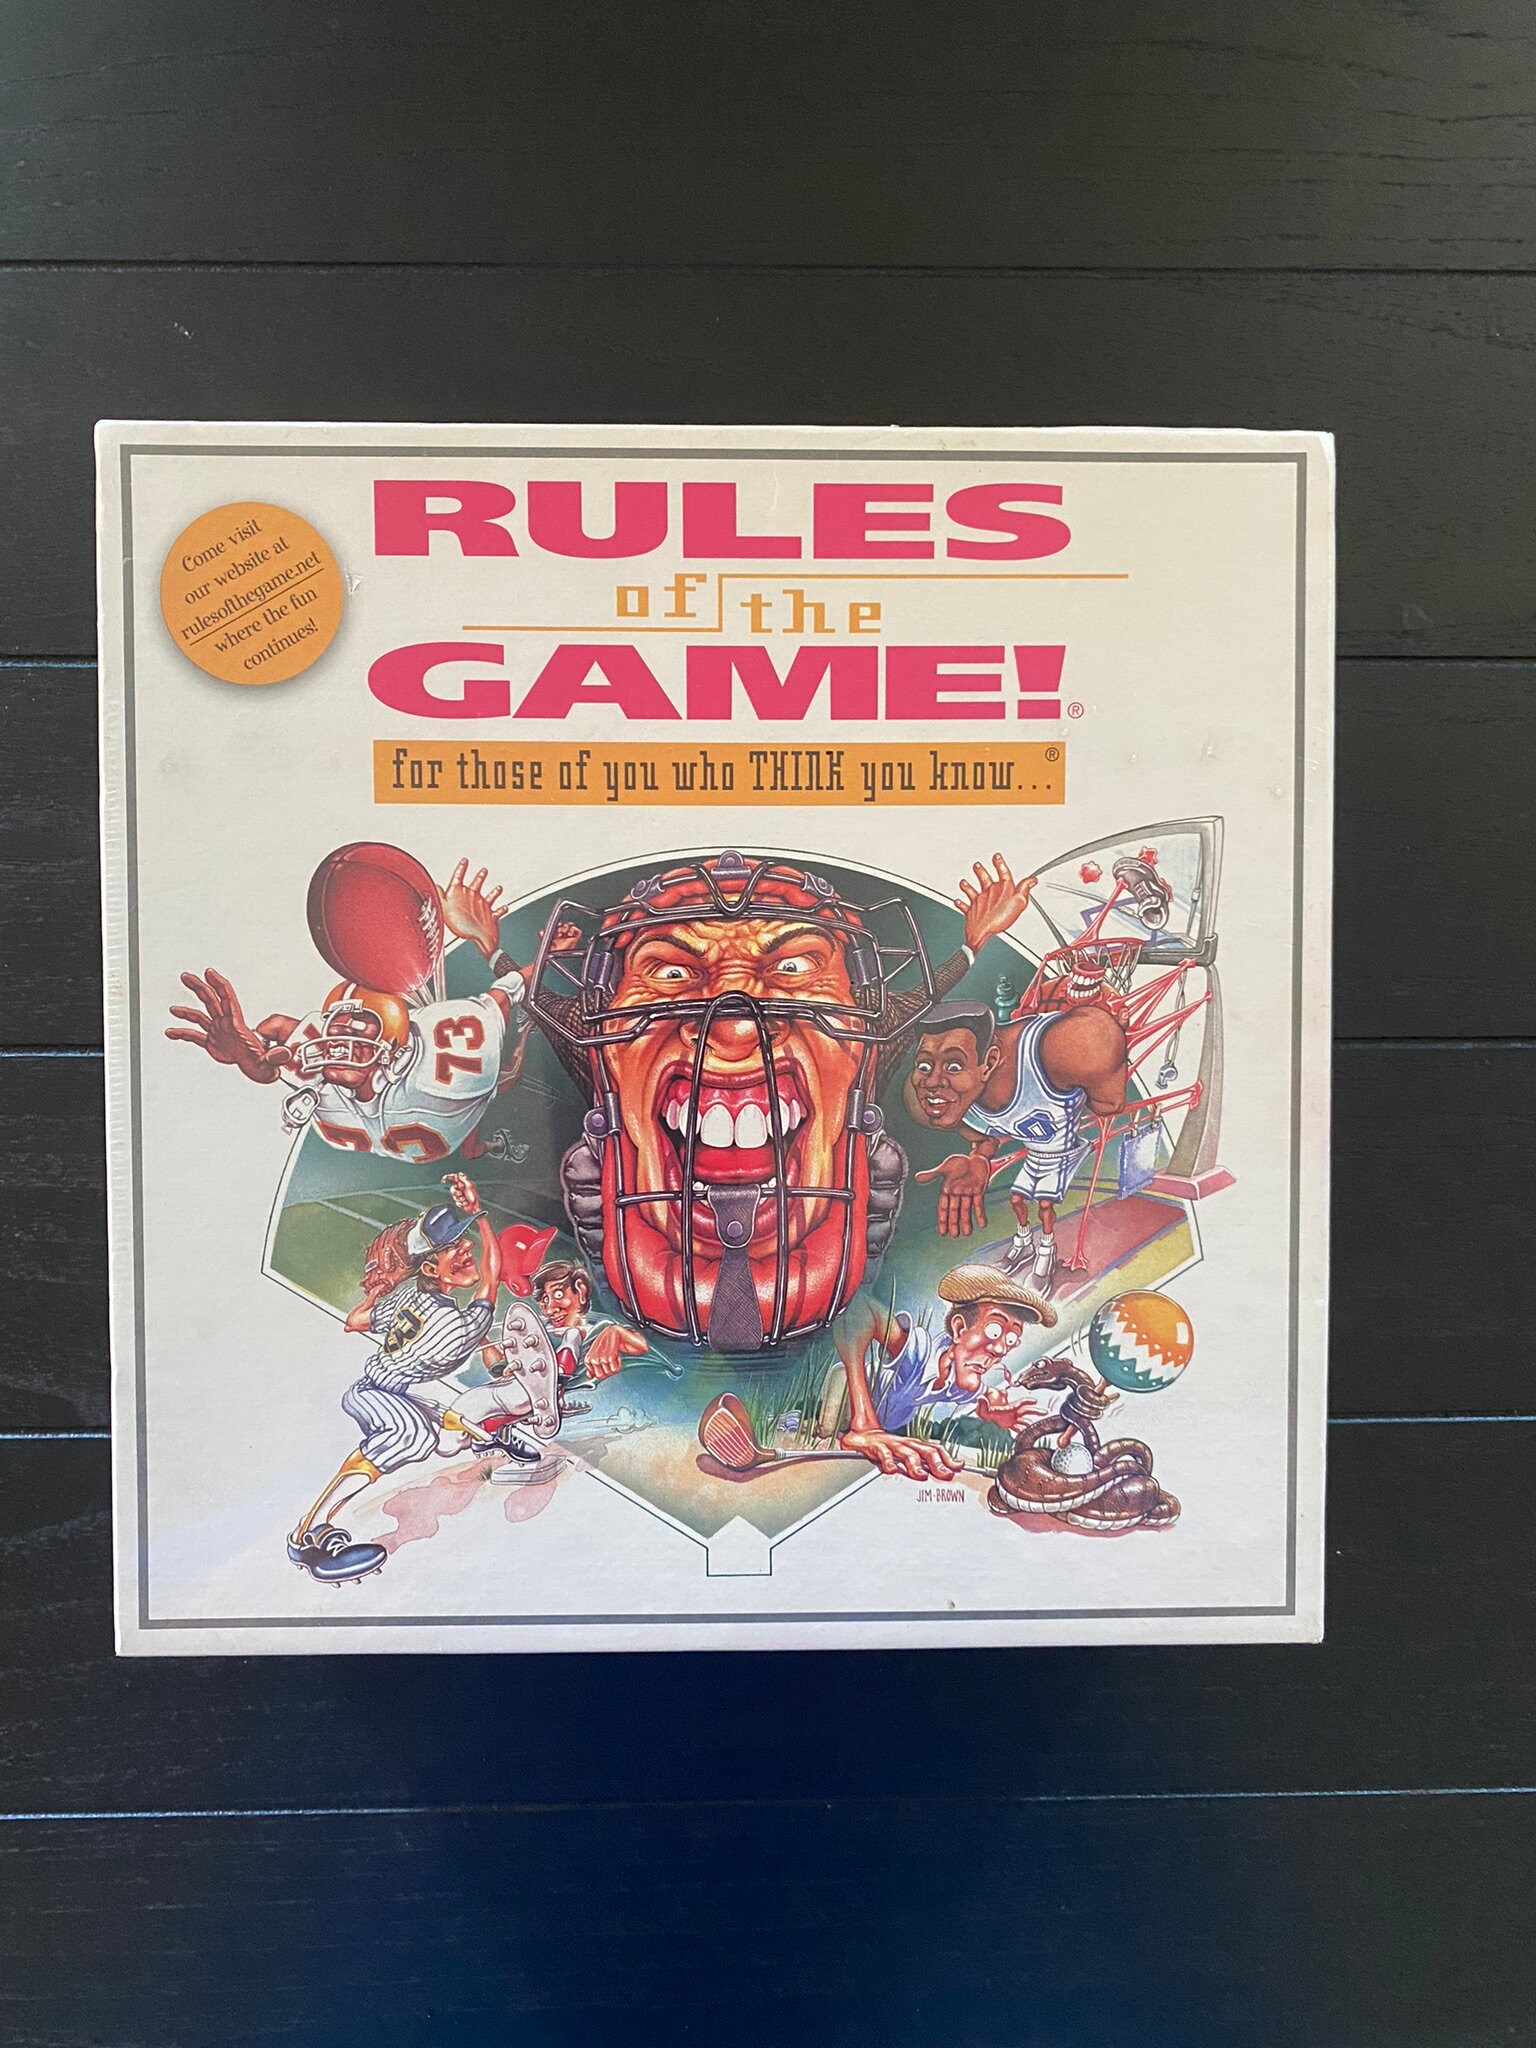 RULES
of the
GAME!®
for those of you who THINK you know...®
Come visit
our website at
rulesofthegame.net
where the fun
continues!
73
JIM·BROWN